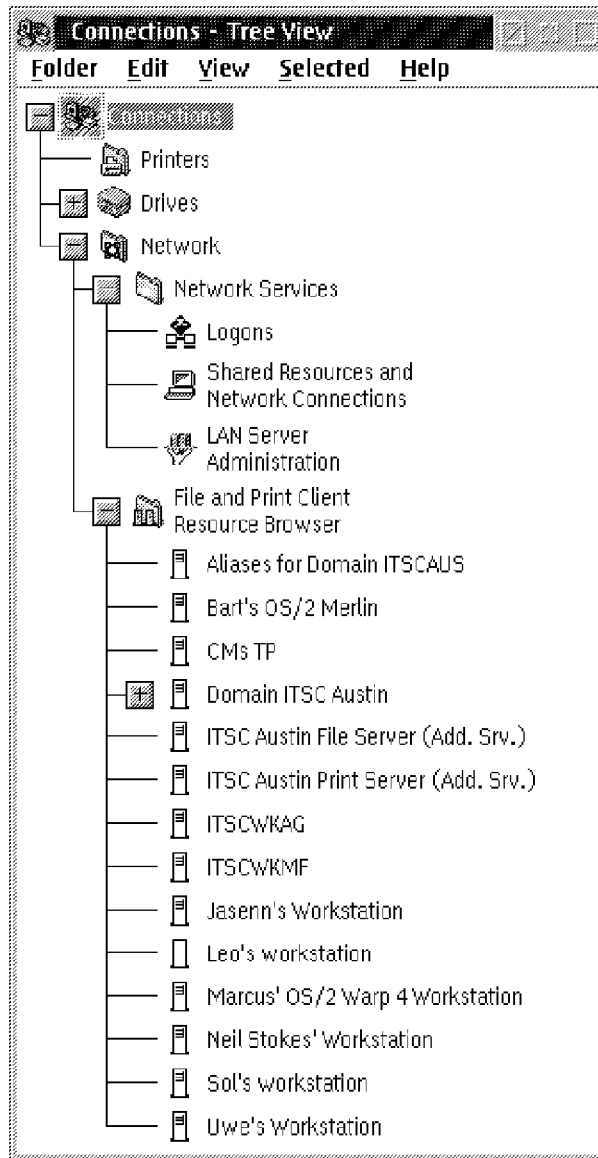 Connections - Tree View
Folder Edit View Selected Help
Connections
Printers
Drives
Network
Network Services
Logons
Shared Resources and
Network Connections
LAN Server
Administration
File and Print Client
Resource Browser
Aliases for Domain ITSCAUS
Bart's OS/2 Merlin
CMs TP
Domain ITSC Austin
ITSC Austin File Server (Add. Srv.)
ITSC Austin Print Server (Add. Srv.)
ITSCWKAG
ITSCWKMF
Jasenn's Workstation
Leo's workstation
Marcus' OS/2 Warp 4 Workstation
Neil Stokes' Workstation
Sol's workstation
Uwe's Workstation